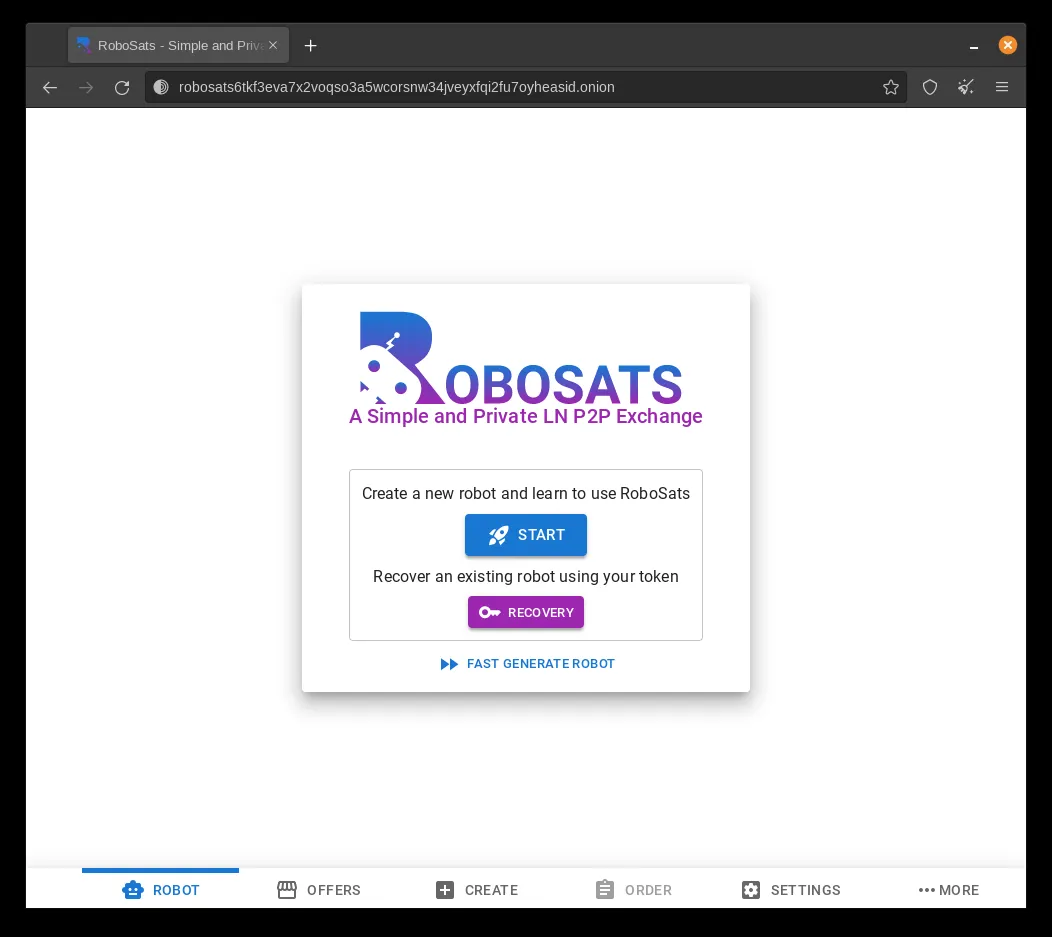 RoboSats - Simple and Priv
robosats6tkf3eva7x2voqso3a5wcorsnw34jveyxfqi2fu7oyheasid.onion
ROBOSATS
A Simple and Private LN P2P Exchange
Create a new robot and learn to use RoboSats
START
Recover an existing robot using your token
RECOVERY
FAST GENERATE ROBOT
ROBOT OFFERS CREATE ORDER SETTINGS MORE